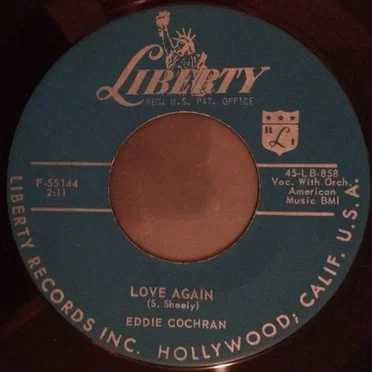 LIBERTY
REG. U.S. PAT. OFFICE
L
F-55144
2:11
45-LB-858
Voc. With Orch.
American
Music BMI
LOVE AGAIN
(S. Sheely)
EDDIE COCHRAN
LIBERTY RECORDS INC. HOLLYWOOD; CALIF. U.S.A.